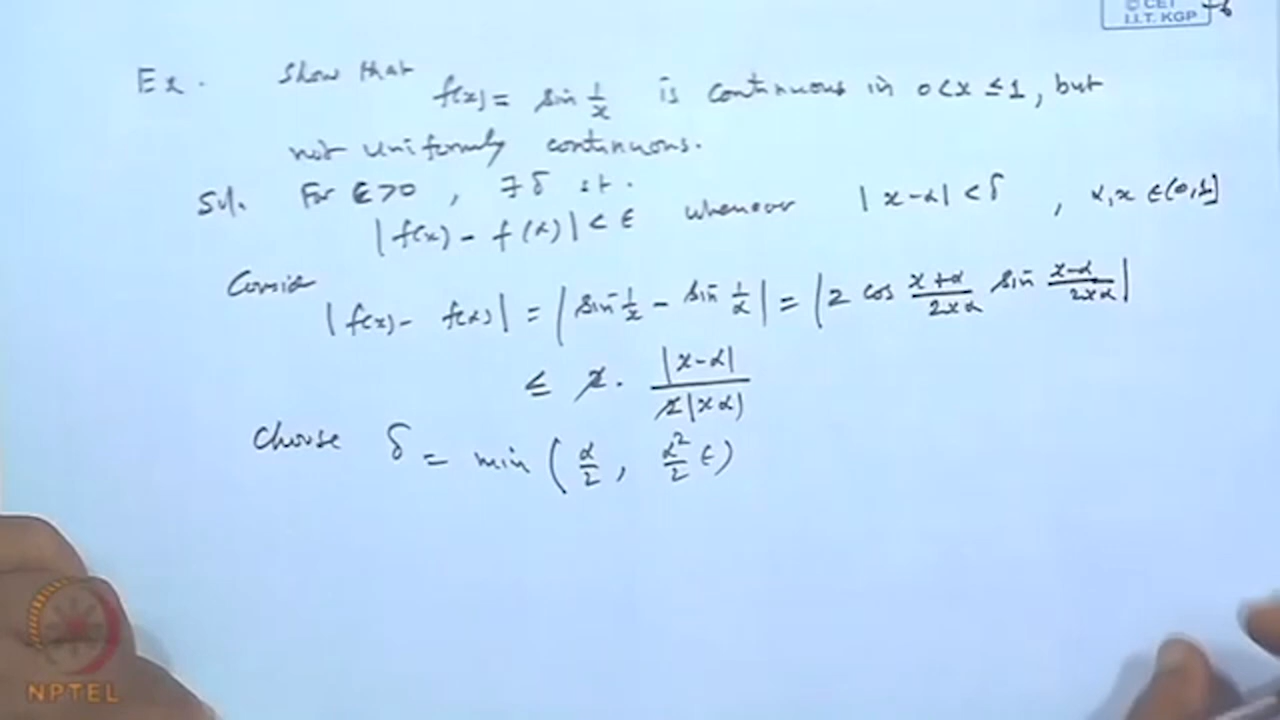 © CET
I.I.T. KGP
Ex. Show that
f(x) = sin 1/x is continuous in 0<x≤1, but
not uniformly continuous.
Sol. For ε>0, ∃ δ st.
|f(x) - f(α)| < ε whenever |x-α| < δ, α,x ∈(0,1]
Consider
|f(x) - f(α)| = |sin 1/x - sin 1/α| = |2 cos (x+α)/(2xα) sin (x-α)/(2xα)|
≤ 2. |x-α|/(2|xα|)
Choose δ = min (α/2, α²/2 ε)
NPTEL